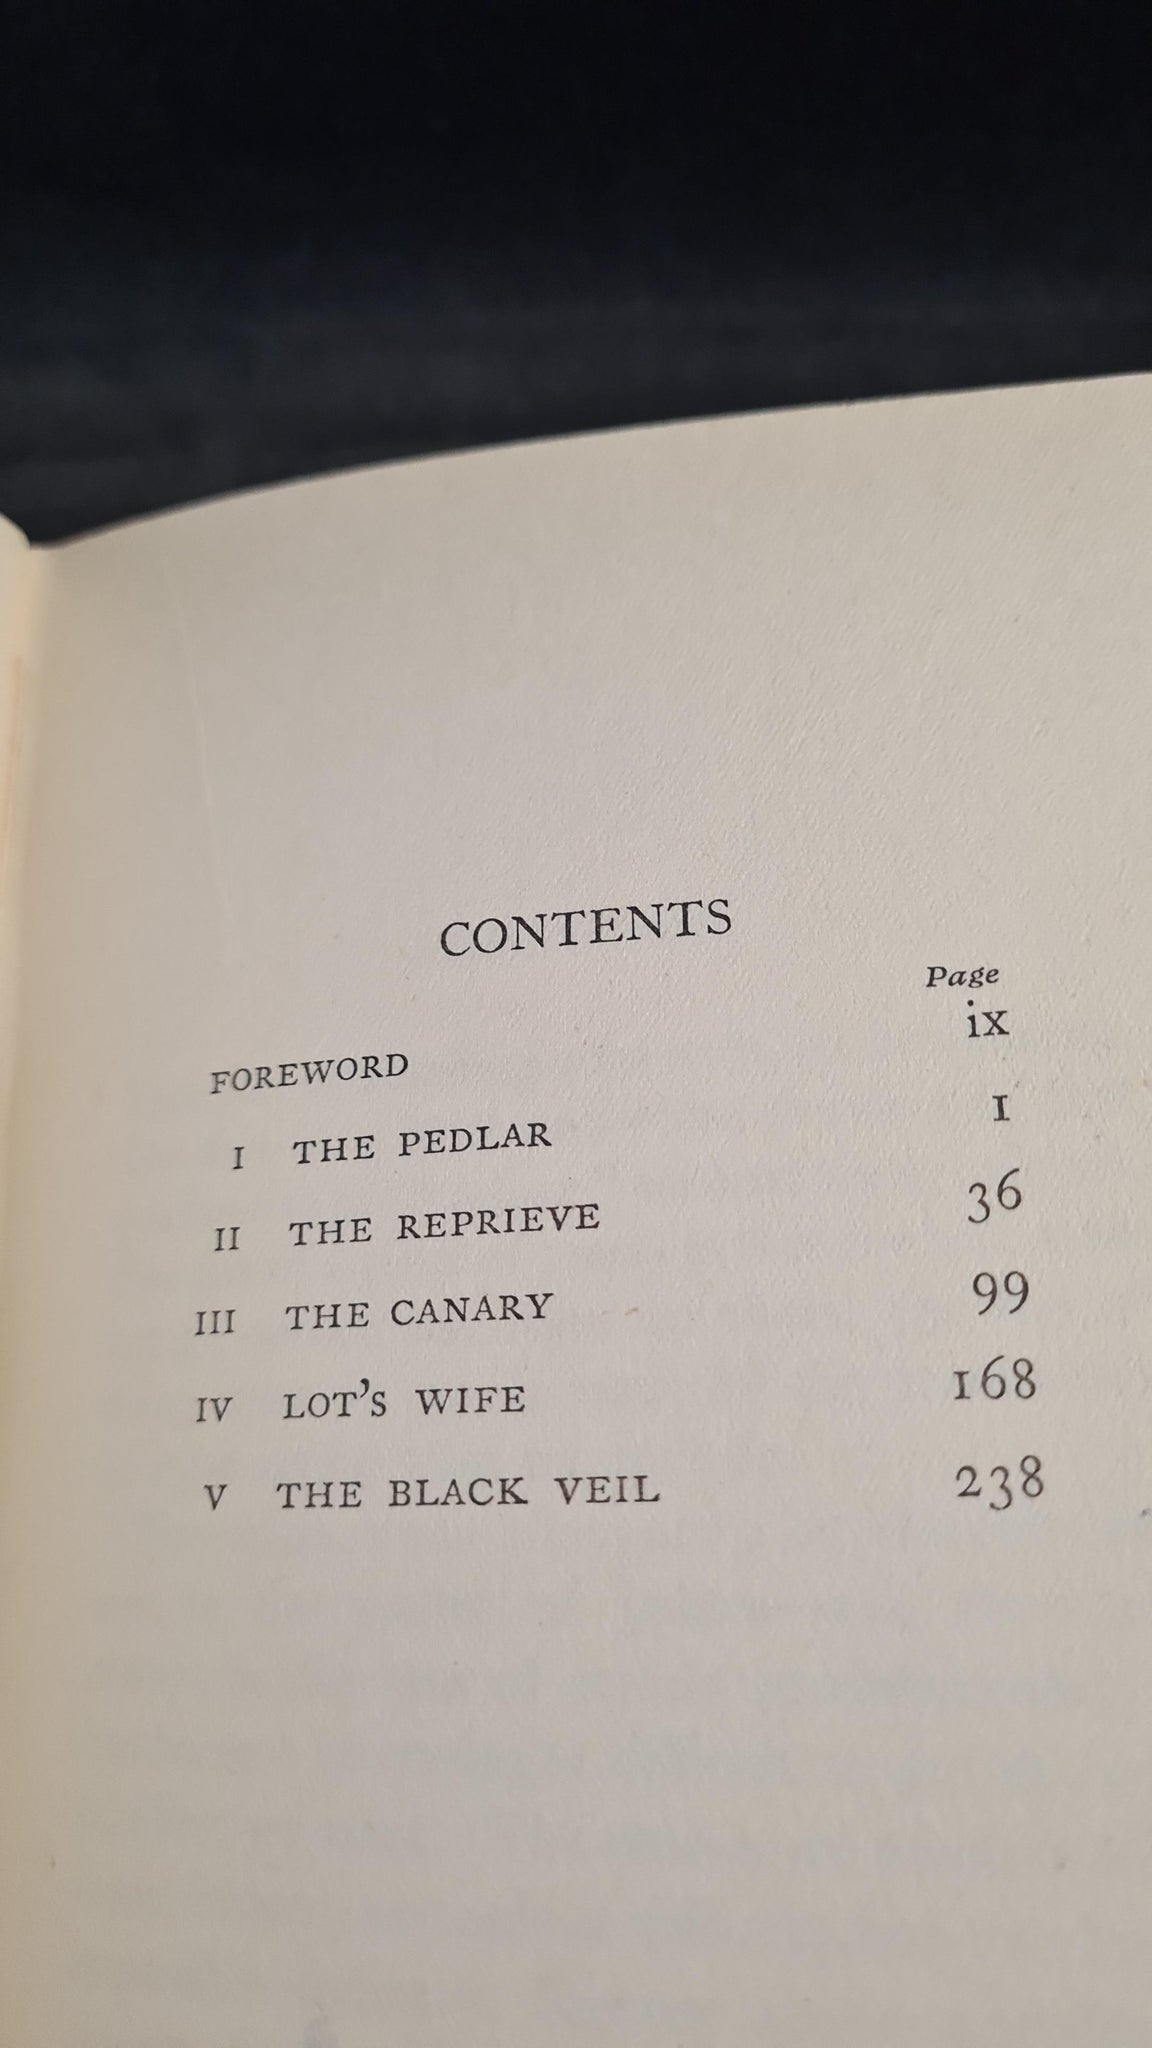 CONTENTS
Page
FOREWORD ix
I THE PEDLAR 1
II THE REPRIEVE 36
III THE CANARY 99
IV LOT'S WIFE 168
V THE BLACK VEIL 238